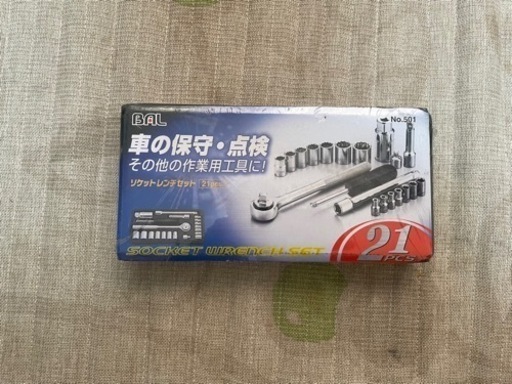 BAL
No.501
車の保守・点検
その他の作業用工具に!
ソケットレンチセット 21pcs
SOCKET WRENCH SET
21
PCS